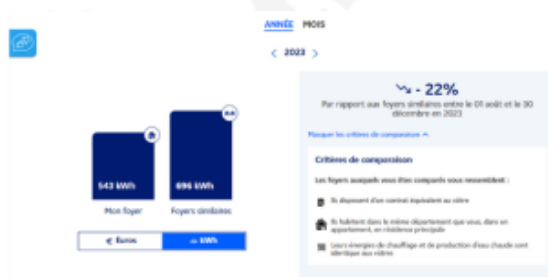 ANNÉE MOIS
< 2023 >
- 22%
Par rapport aux foyers similaires entre le 01 août et le 30
décembre en 2023
Masquer les critères de comparaison
Critères de comparaison
Les foyers auxquels vous êtes comparés vous ressemblent :
Ils disposent d'un contrat équivalent au vôtre
Ils habitent dans le même département que vous, dans un
appartement, en résidence principale
Leurs énergies de chauffage et de production d'eau chaude sont
identique aux vôtres
543 kWh
696 kWh
Mon foyer
Foyers similaires
€ Euros
kWh